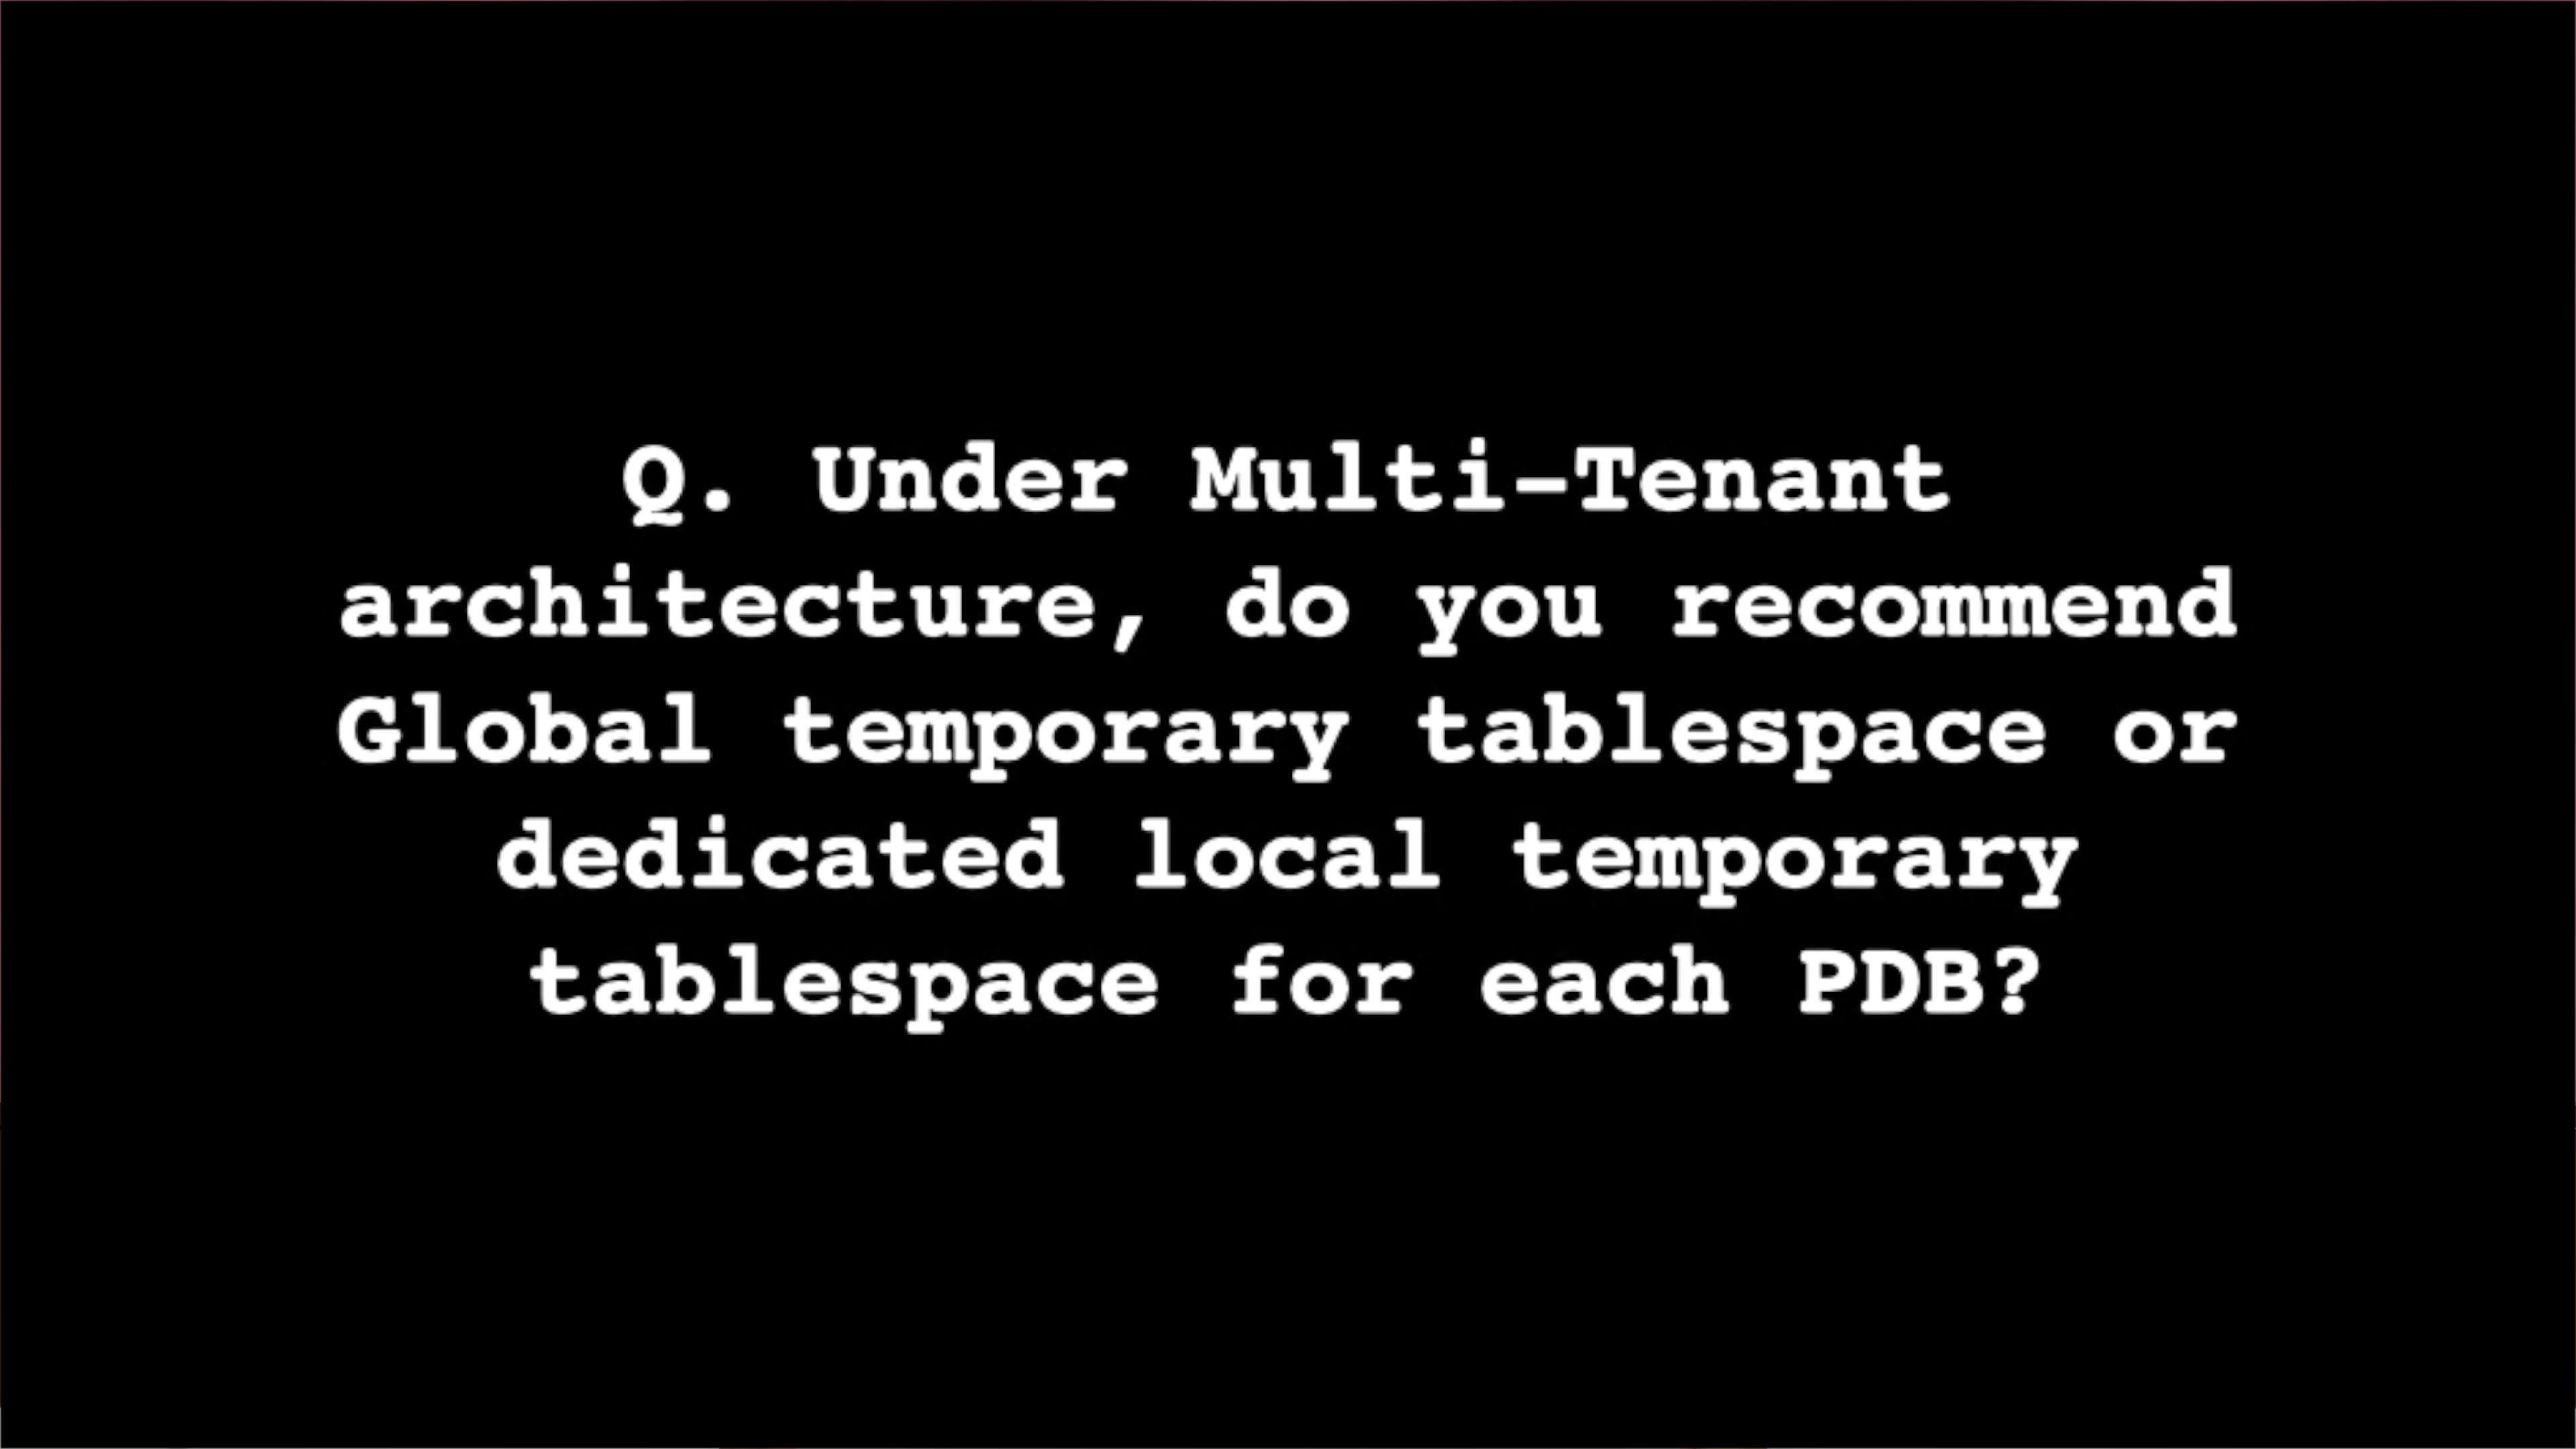 Q. Under Multi-Tenant
architecture, do you recommend
Global temporary tablespace or
dedicated local temporary
tablespace for each PDB?